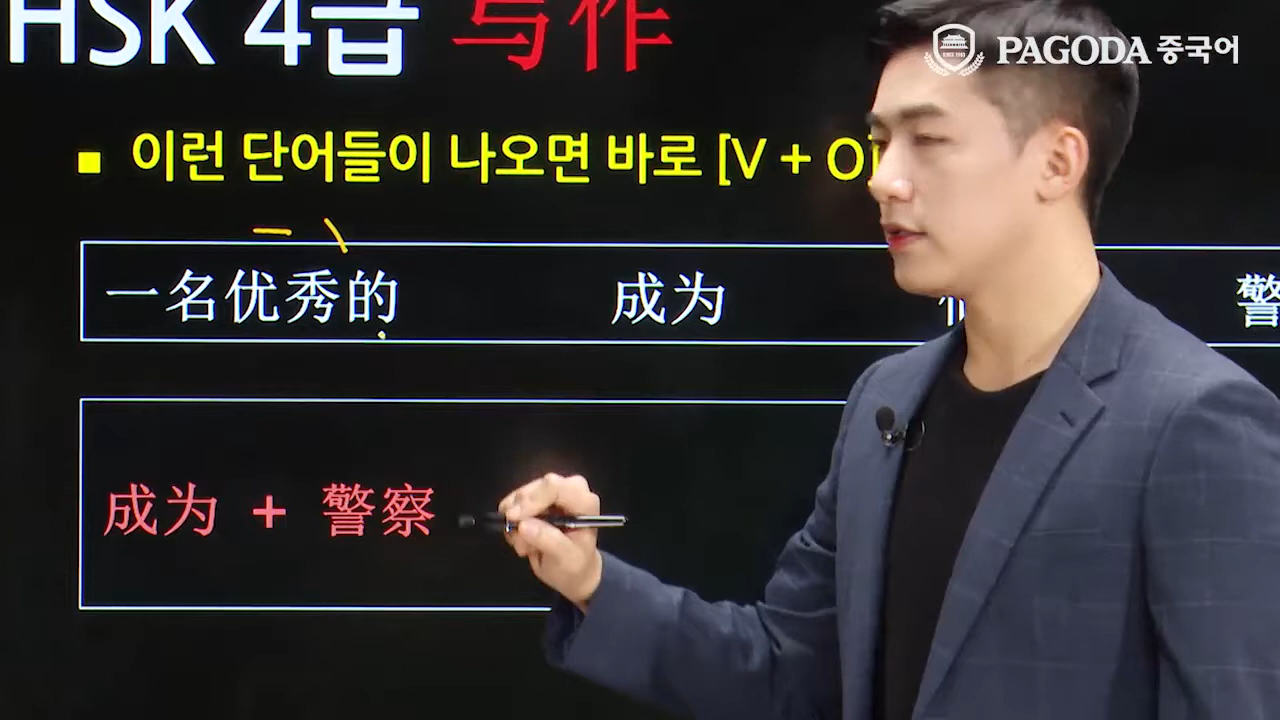 HSK 4급 写作
PAGODA 중국어
■ 이런 단어들이 나오면 바로 [V + O
一名优秀的 成为 警
成为 + 警察